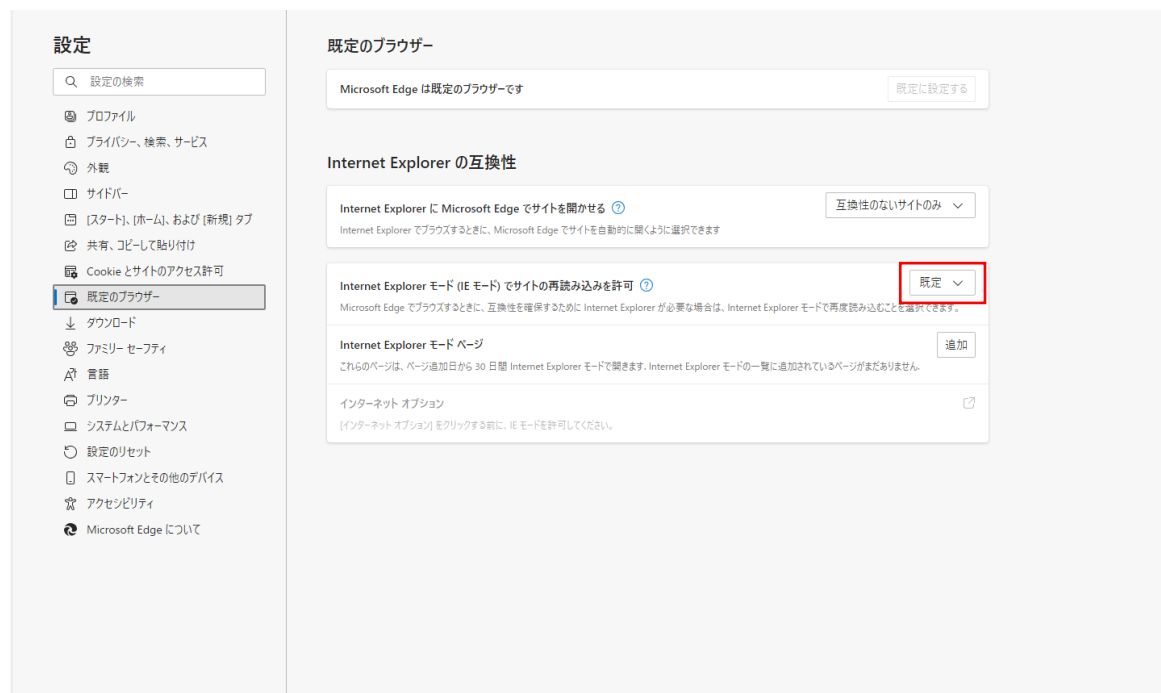 設定
設定の検索
プロファイル
プライバシー、検索、サービス
外観
サイドバー
[スタート]、[ホーム]、および [新規] タブ
共有、コピーして貼り付け
Cookie とサイトのアクセス許可
既定のブラウザー
ダウンロード
ファミリー セーフティ
言語
プリンター
システムとパフォーマンス
設定のリセット
スマートフォンとその他のデバイス
アクセシビリティ
Microsoft Edge について
既定のブラウザー
Microsoft Edge は既定のブラウザーです
既定に設定する
Internet Explorer の互換性
Internet Explorer に Microsoft Edge でサイトを開かせる
互換性のないサイトのみ
Internet Explorer でブラウズするときに、Microsoft Edge でサイトを自動的に開くように選択できます
Internet Explorer モード (IE モード) でサイトの再読み込みを許可
既定
Microsoft Edge でブラウズするときに、互換性を確保するために Internet Explorer が必要な場合は、Internet Explorer モードで再度読み込むことを選択できます。
Internet Explorer モード ページ
追加
これらのページは、ページ追加日から 30 日間 Internet Explorer モードで開きます. Internet Explorer モードの一覧に追加されているページがまだありません.
インターネット オプション
[インターネット オプション] をクリックする前に、IE モードを許可してください。